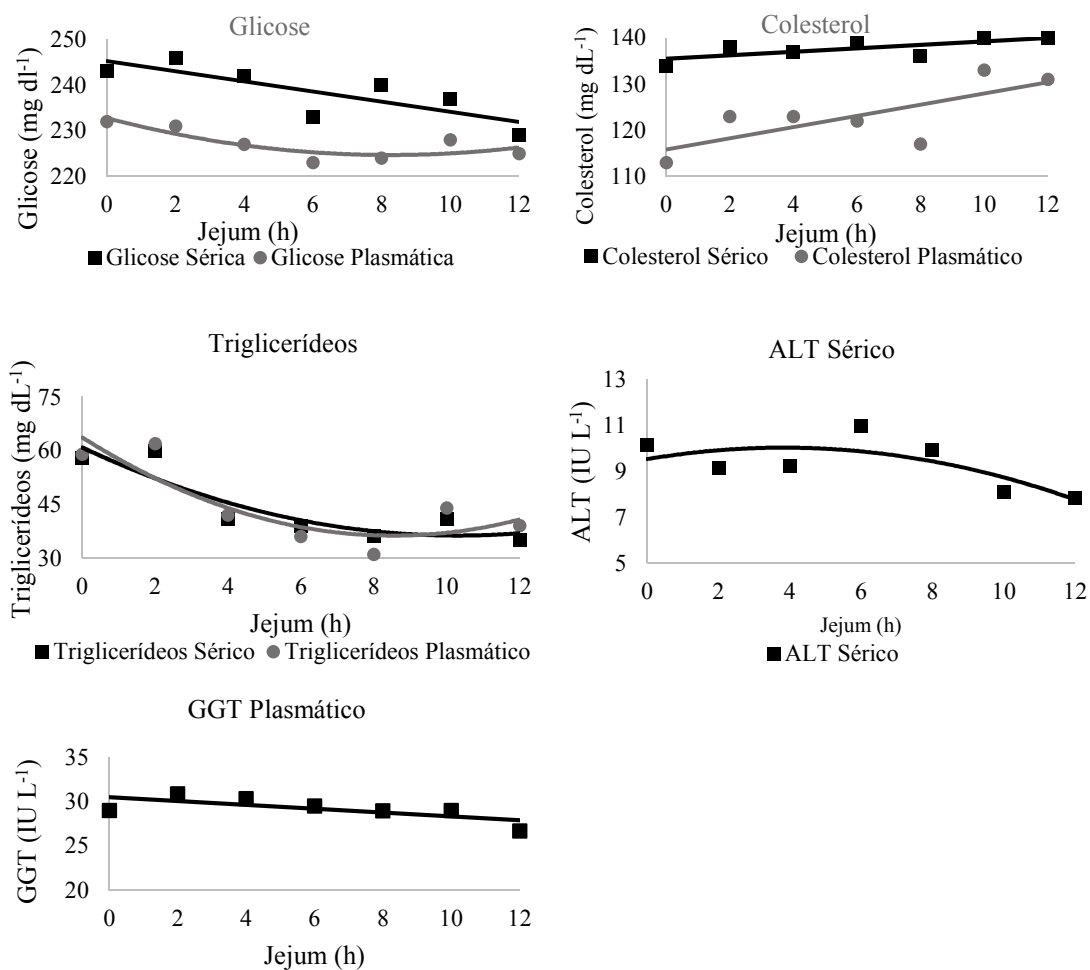 Glicose
Glicose (mg dl-1)
250
240
230
220
0 2 4 6 8 10 12
Jejum (h)
Glicose Sérica Glicose Plasmática
Colesterol
Colesterol (mg dL-1)
140
130
120
110
0 2 4 6 8 10 12
Jejum (h)
Colesterol Sérico Colesterol Plasmático
Triglicerídeos
Triglicerídeos (mg dL-1)
75
60
45
30
0 2 4 6 8 10 12
Jejum (h)
Triglicerídeos Sérico Triglicerídeos Plasmático
ALT Sérico
ALT (IU L-1)
13
11
9
7
5
0 2 4 6 8 10 12
Jejum (h)
ALT Sérico
GGT Plasmático
GGT (IU L-1)
35
30
25
20
0 2 4 6 8 10 12
Jejum (h)